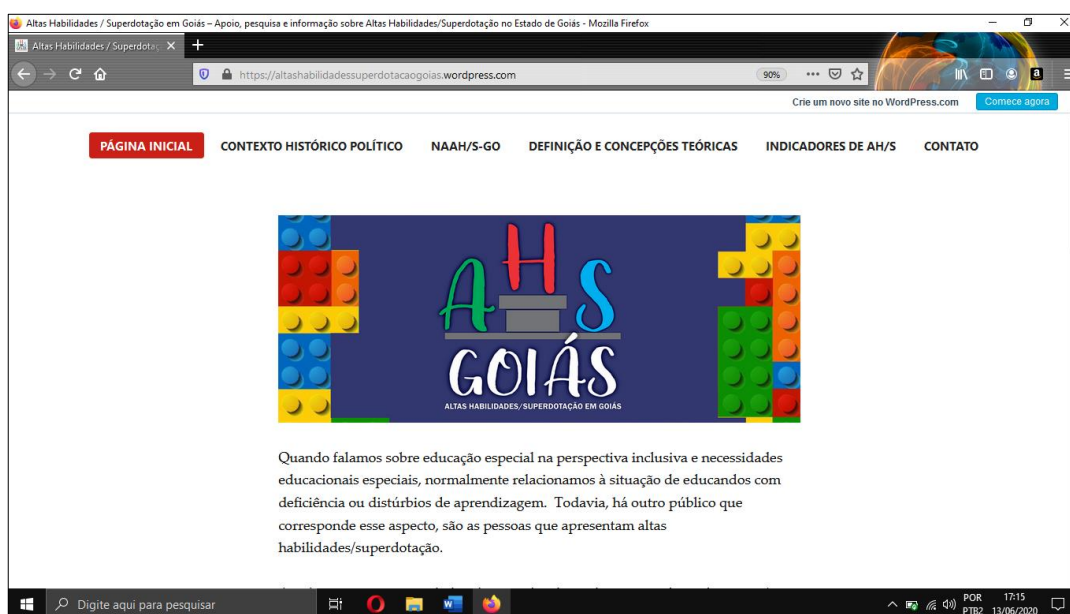 Altas Habilidades / Superdotação em Goiás – Apoio, pesquisa e informação sobre Altas Habilidades/Superdotação no Estado de Goiás - Mozilla Firefox
Altas Habilidades / Superdotaç
https://altashabilidadessuperdotacaogoias.wordpress.com
90%
Crie um novo site no WordPress.com
Comece agora
PÁGINA INICIAL CONTEXTO HISTÓRICO POLÍTICO NAAH/S-GO DEFINIÇÃO E CONCEPÇÕES TEÓRICAS INDICADORES DE AH/S CONTATO
AHS
GOIÁS
ALTAS HABILIDADES/SUPERDOTAÇÃO EM GOIÁS
Quando falamos sobre educação especial na perspectiva inclusiva e necessidades
educacionais especiais, normalmente relacionamos à situação de educandos com
deficiência ou distúrbios de aprendizagem. Todavia, há outro público que
corresponde esse aspecto, são as pessoas que apresentam altas
habilidades/superdotação.
Digite aqui para pesquisar
POR 17:15
PTB2 13/06/2020